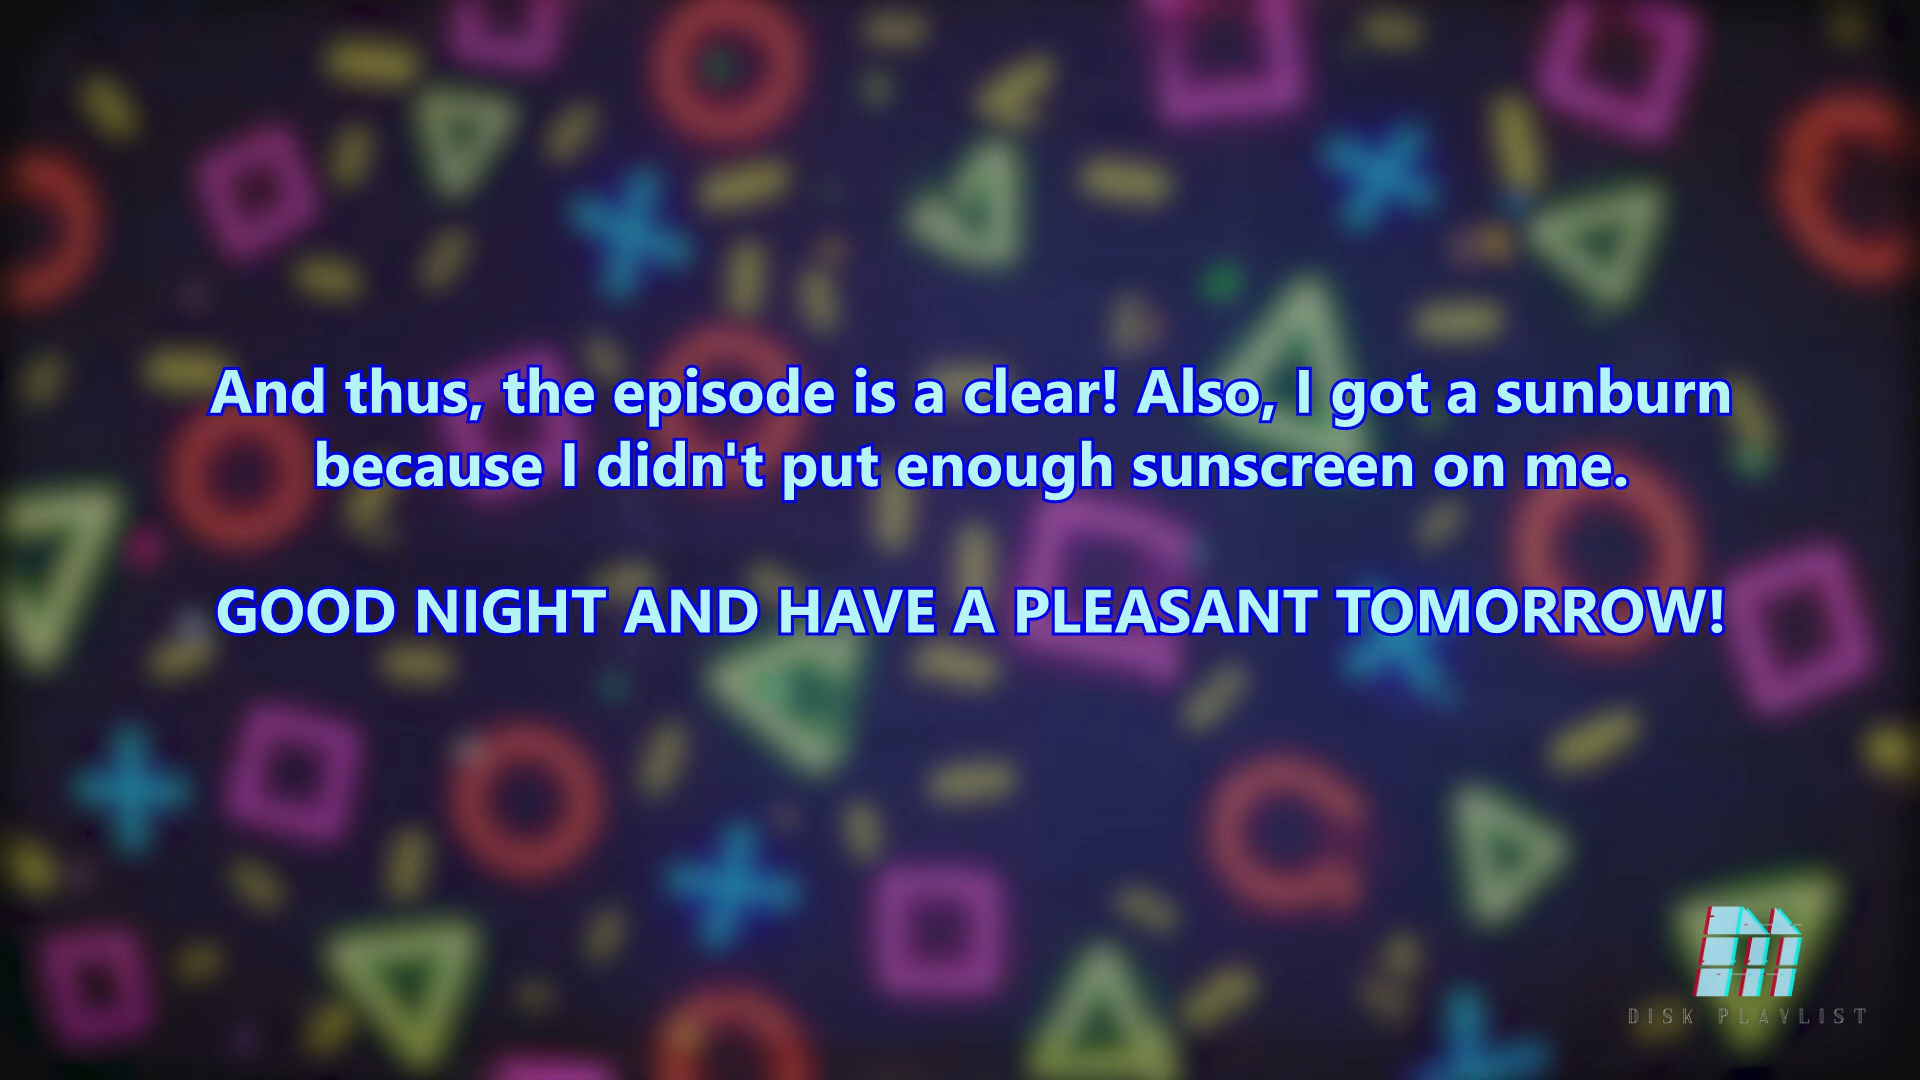 And thus, the episode is a clear! Also, I got a sunburn
because I didn't put enough sunscreen on me.
GOOD NIGHT AND HAVE A PLEASANT TOMORROW!
DISK PLAYLIST